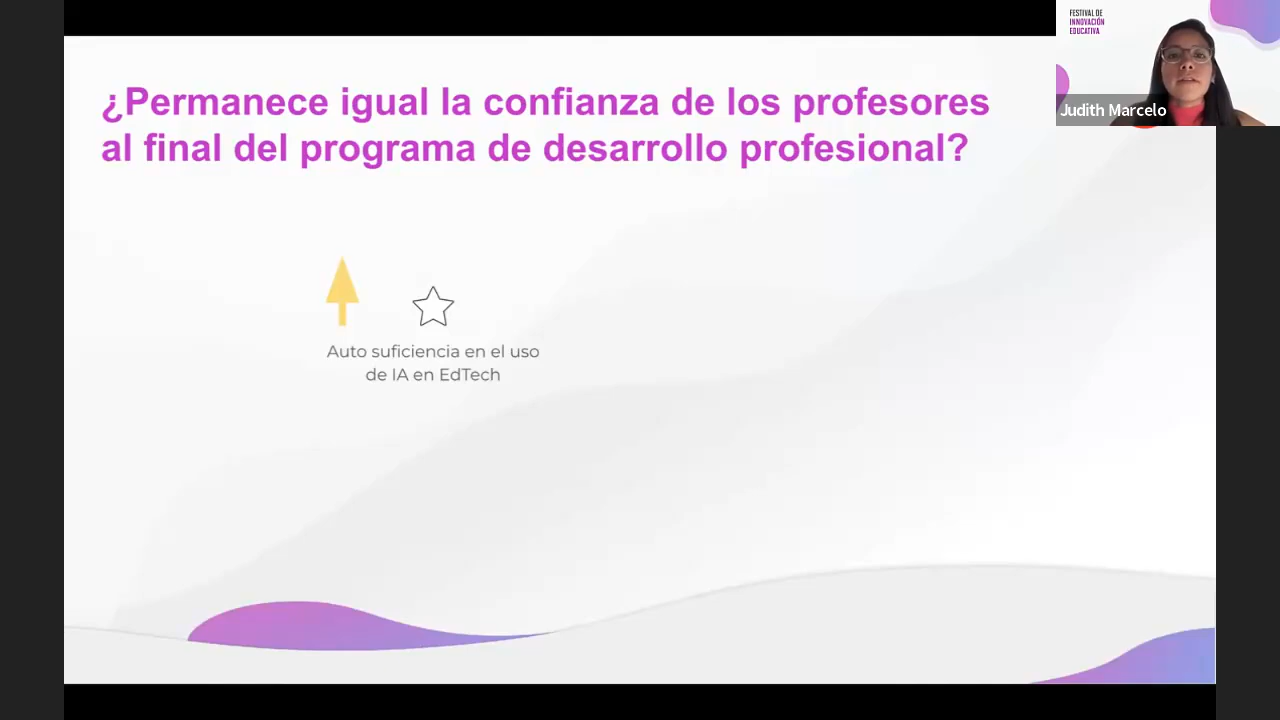 ¿Permanece igual la confianza de los profesores
al final del programa de desarrollo profesional?
Auto suficiencia en el uso
de IA en EdTech
FESTIVAL DE
INNOVACIÓN
EDUCATIVA
Judith Marcelo